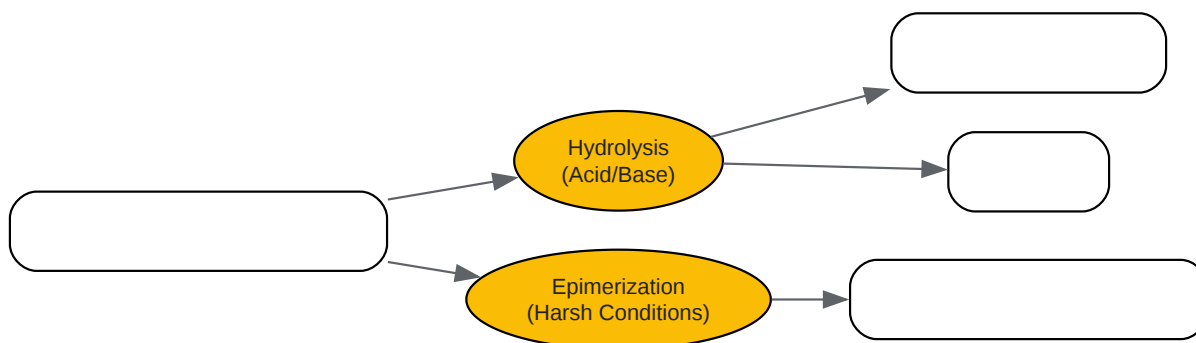 Hydrolysis
(Acid/Base)
Epimerization
(Harsh Conditions)